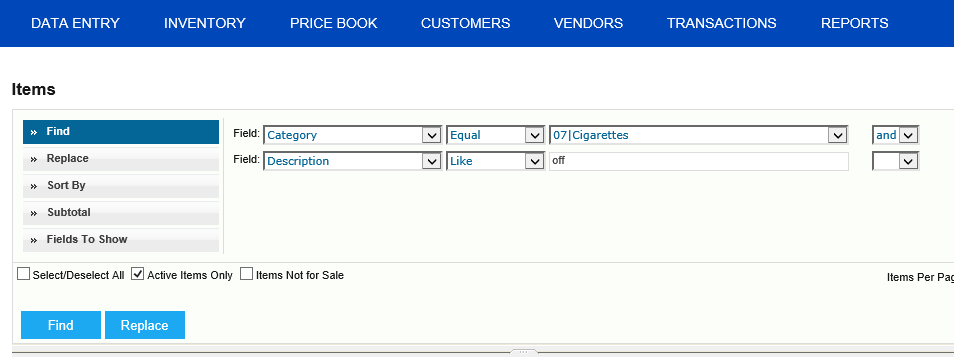 DATA ENTRY INVENTORY PRICE BOOK CUSTOMERS VENDORS TRANSACTIONS REPORTS
Items
» Find
» Replace
» Sort By
» Subtotal
» Fields To Show
Field: Category Equal 07|Cigarettes and
Field: Description Like off
Select/Deselect All Active Items Only Items Not for Sale
Items Per Pag
Find Replace